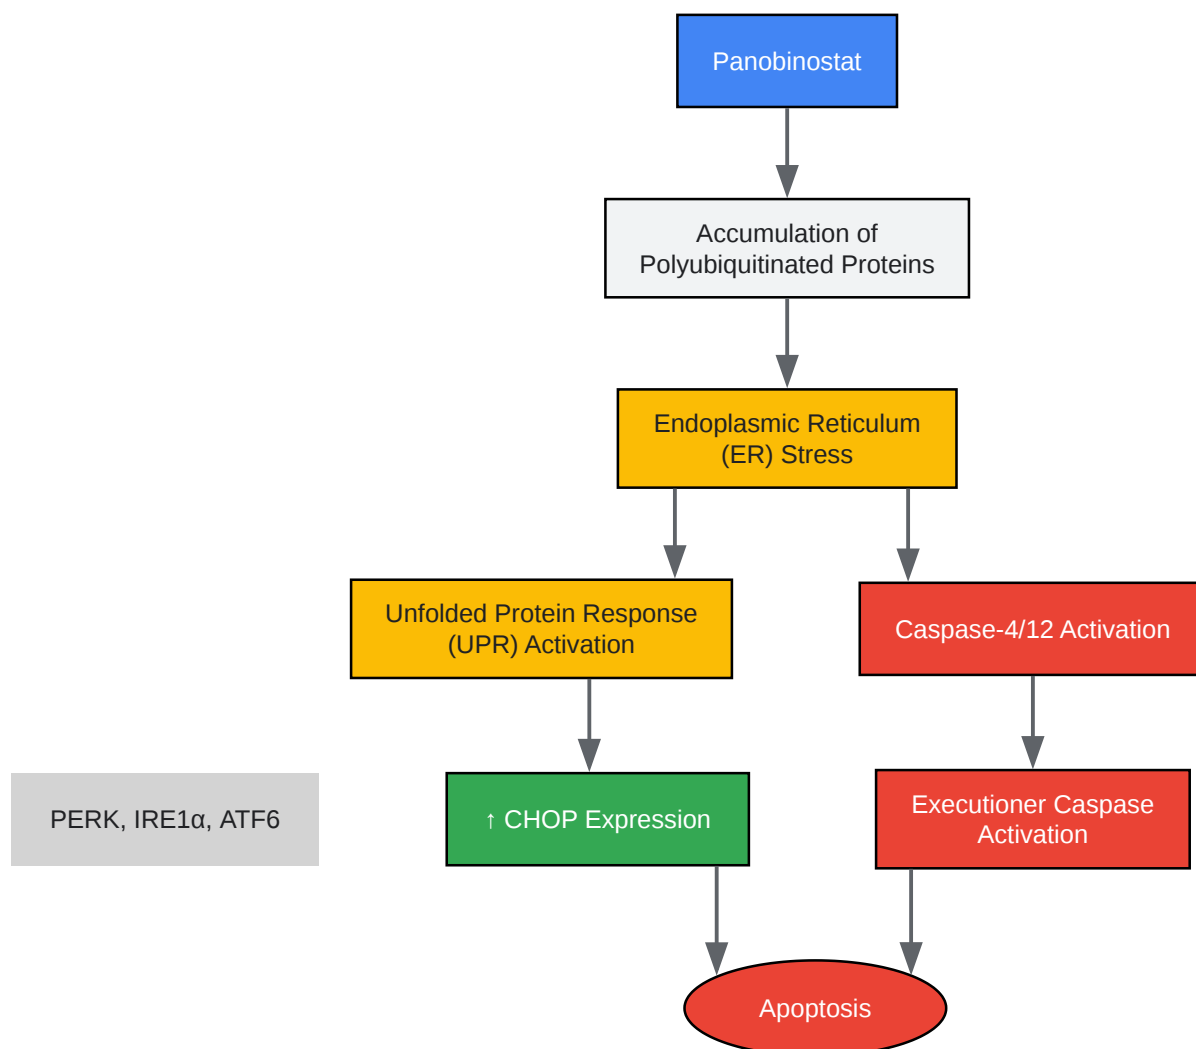 Panobinostat
Accumulation of
Polyubiquitinated Proteins
Endoplasmic Reticulum
(ER) Stress
Unfolded Protein Response
(UPR) Activation
Caspase-4/12 Activation
PERK, IRE1α, ATF6
↑ CHOP Expression
Executioner Caspase
Activation
Apoptosis